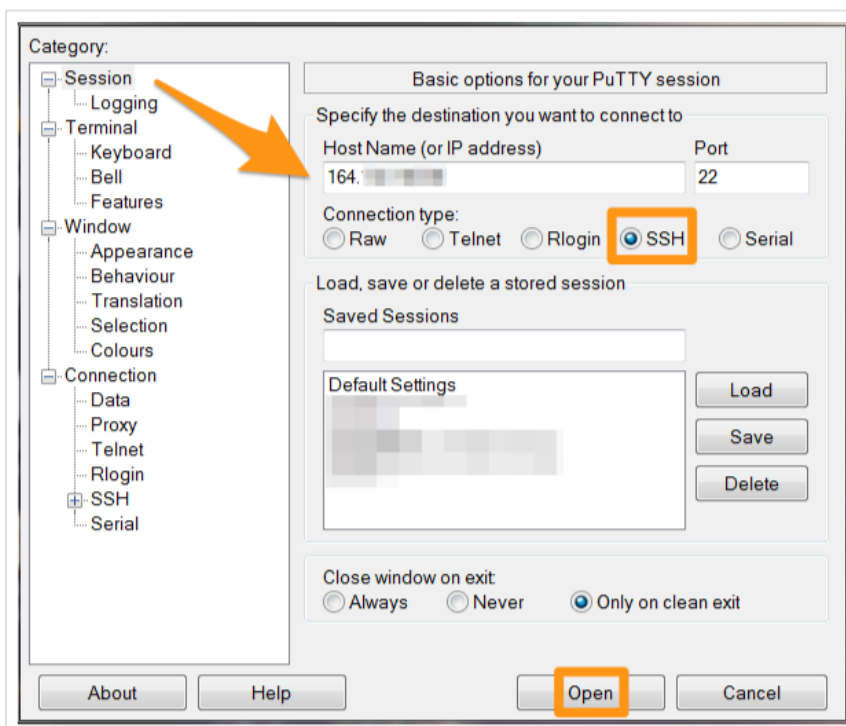 Category:
Session
Logging
Terminal
Keyboard
Bell
Features
Window
Appearance
Behaviour
Translation
Selection
Colours
Connection
Data
Proxy
Telnet
Rlogin
SSH
Serial
Basic options for your PuTTY session
Specify the destination you want to connect to
Host Name (or IP address) Port
164. 22
Connection type:
Raw Telnet Rlogin SSH Serial
Load, save or delete a stored session
Saved Sessions
Default Settings
Load
Save
Delete
Close window on exit:
Always Never Only on clean exit
About Help Open Cancel